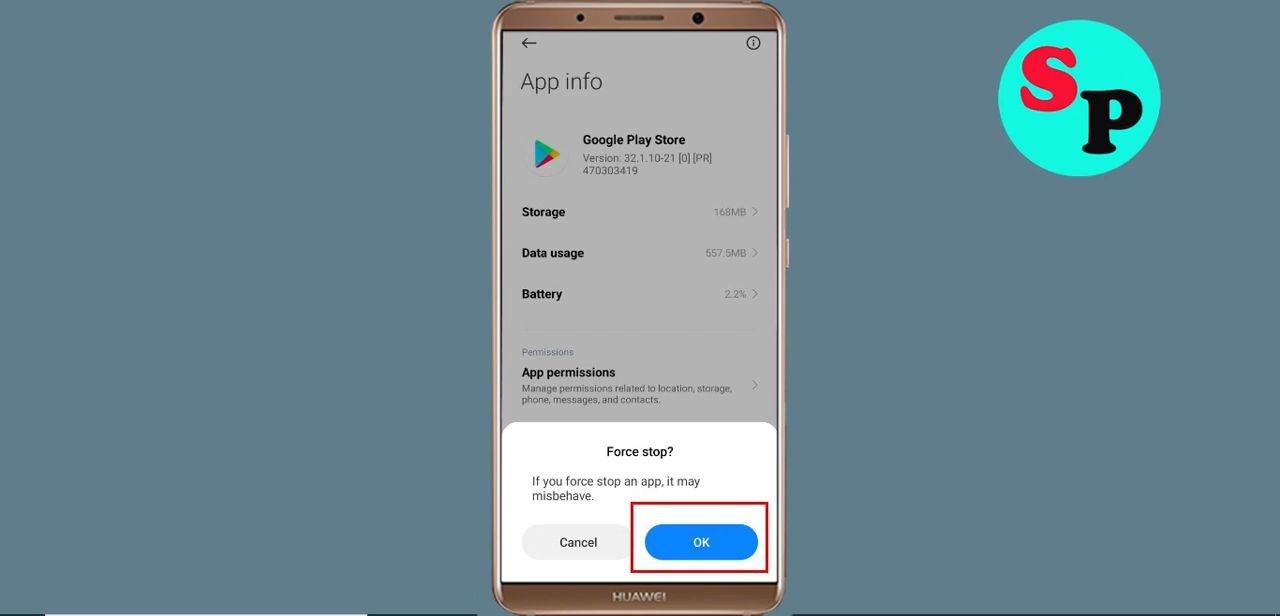 App info
Google Play Store
Version: 32.1.10-21 [0] [PR]
470303419
Storage 168MB
Data usage 557.5MB
Battery 2.2%
Permissions
App permissions
Manage permissions related to location, storage,
phone, messages, and contacts.
Force stop?
If you force stop an app, it may
misbehave.
Cancel OK
HUAWEI
SP